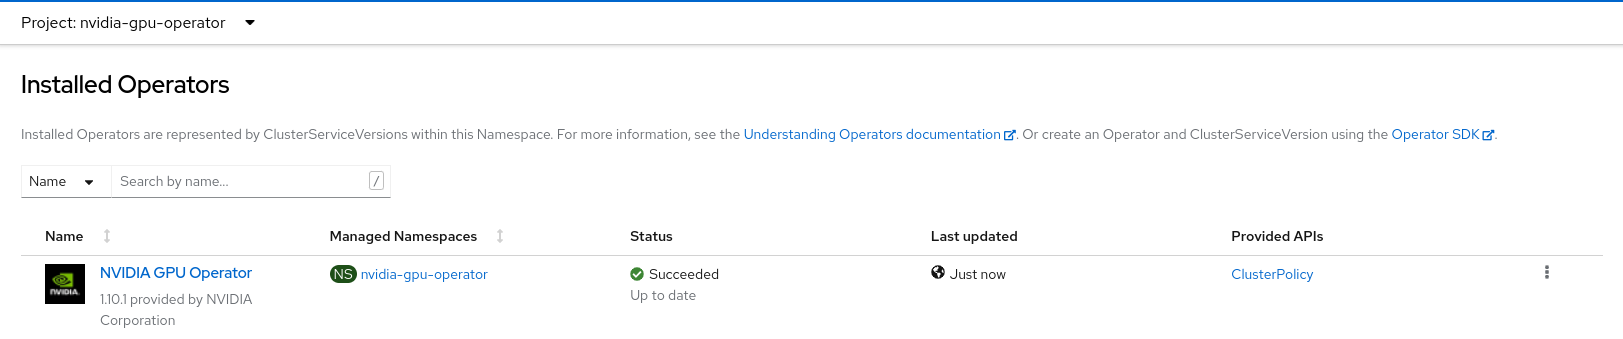 Project: nvidia-gpu-operator
Installed Operators
Installed Operators are represented by ClusterServiceVersions within this Namespace. For more information, see the Understanding Operators documentation. Or create an Operator and ClusterServiceVersion using the Operator SDK.
Name Search by name... /
Name Managed Namespaces Status Last updated Provided APIs
NVIDIA. NVIDIA GPU Operator NS nvidia-gpu-operator Succeeded Just now ClusterPolicy
1.10.1 provided by NVIDIA Up to date
Corporation